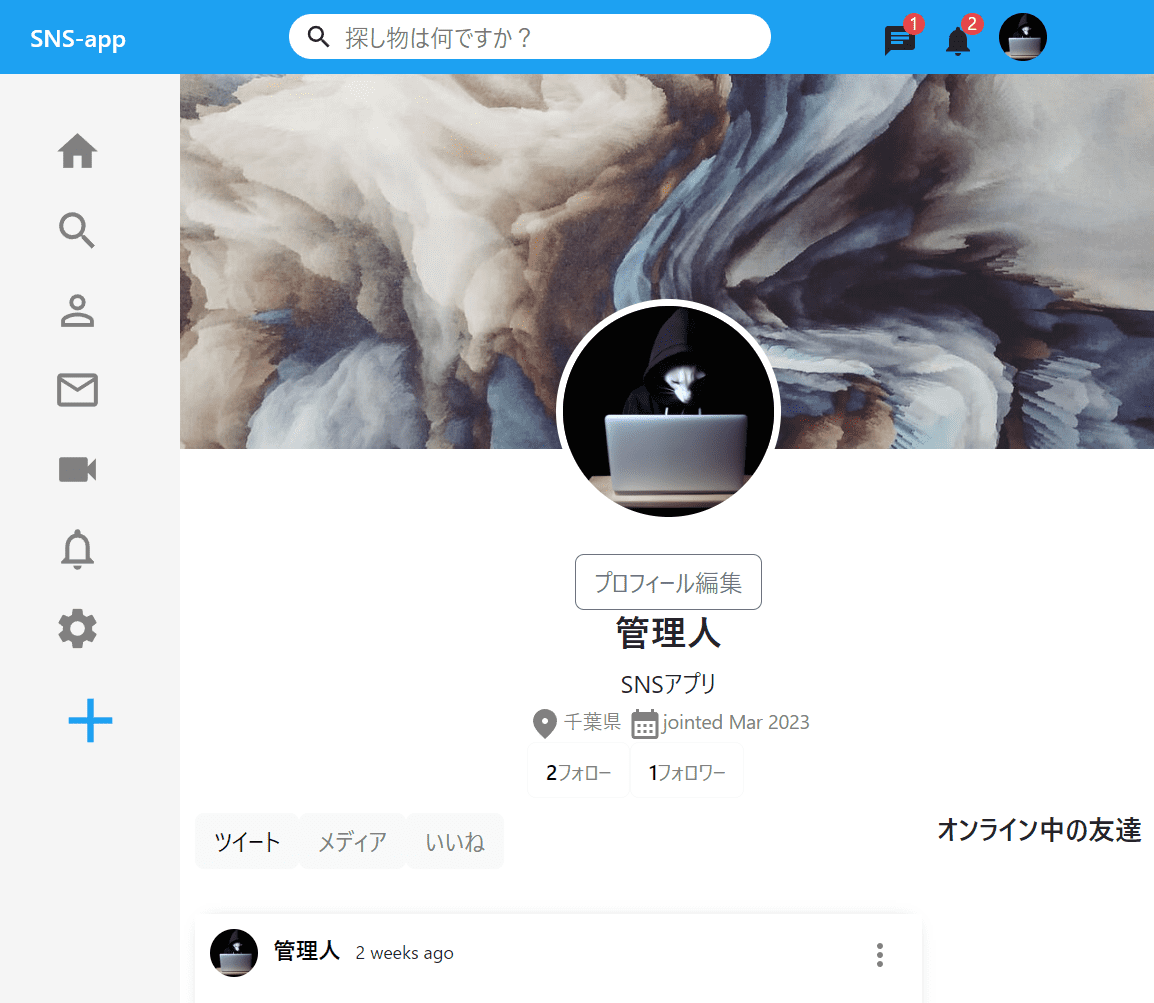 SNS-app
探し物は何ですか？
1
2
プロフィール編集
管理人
SNSアプリ
千葉県 jointed Mar 2023
2フォロー 1フォロワー
ツイート メディア いいね
オンライン中の友達
管理人 2 weeks ago